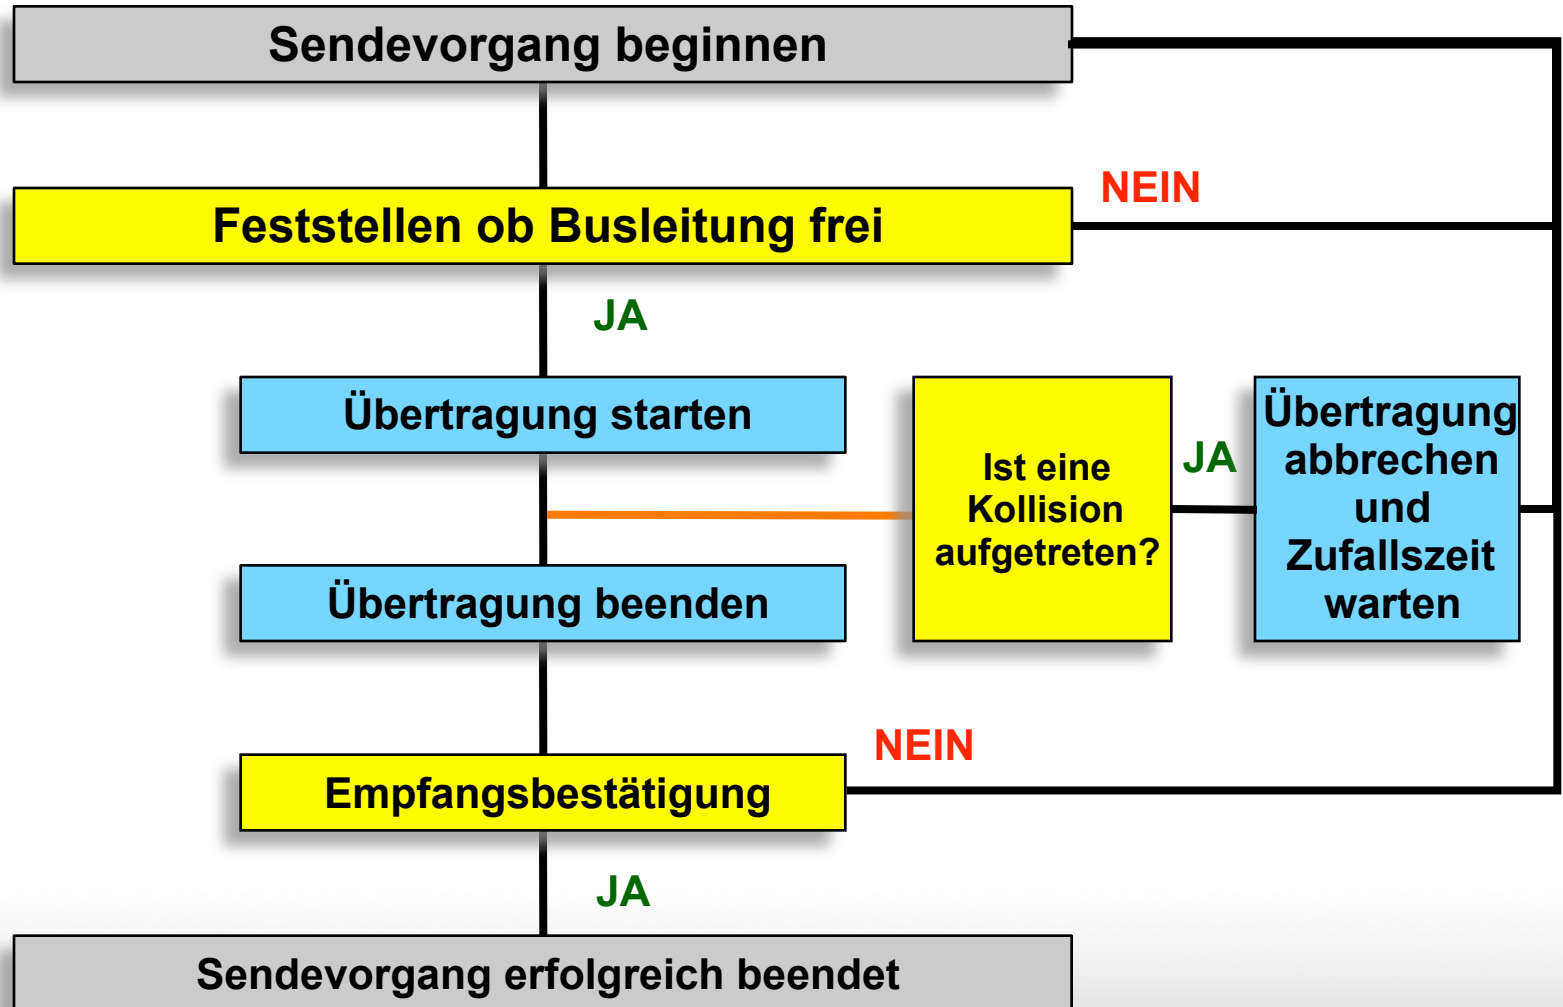 Sendevorgang beginnen
NEIN
Feststellen ob Busleitung frei
JA
Übertragung starten
Ist eine
Kollision
aufgetreten?
JA
Übertragung
abbrechen
und
Zufallszeit
warten
Übertragung beenden
NEIN
Empfangsbestätigung
JA
Sendevorgang erfolgreich beendet